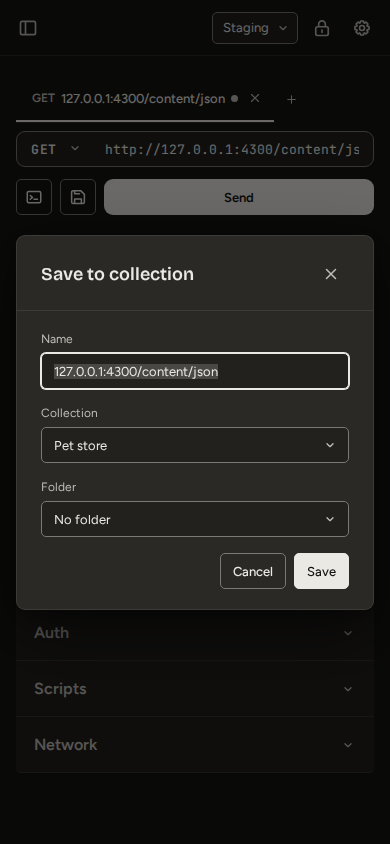 Staging
GET 127.0.0.1:4300/content/json
GET http://127.0.0.1:4300/content/js
Send
Save to collection
Name
127.0.0.1:4300/content/json
Collection
Pet store
Folder
No folder
Cancel Save
Auth
Scripts
Network